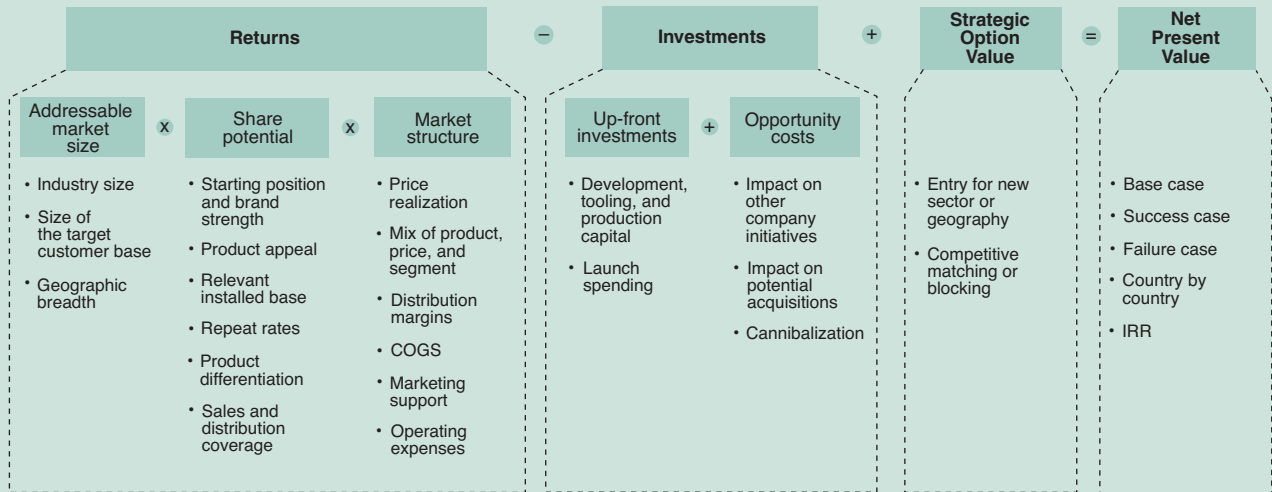 Returns
−
Investments
+
Strategic
Option
Value
=
Net
Present
Value
Addressable
market
size
x
Share
potential
x
Market
structure
Up-front
investments
+
Opportunity
costs
• Industry size
• Size of
the target
customer base
• Geographic
breadth
• Starting position
and brand
strength
• Product appeal
• Relevant
installed base
• Repeat rates
• Product
differentiation
• Sales and
distribution
coverage
• Price
realization
• Mix of product,
price, and
segment
• Distribution
margins
• COGS
• Marketing
support
• Operating
expenses
• Development,
tooling, and
production
capital
• Launch
spending
• Impact on
other
company
initiatives
• Impact on
potential
acquisitions
• Cannibalization
• Entry for new
sector or
geography
• Competitive
matching or
blocking
• Base case
• Success case
• Failure case
• Country by
country
• IRR